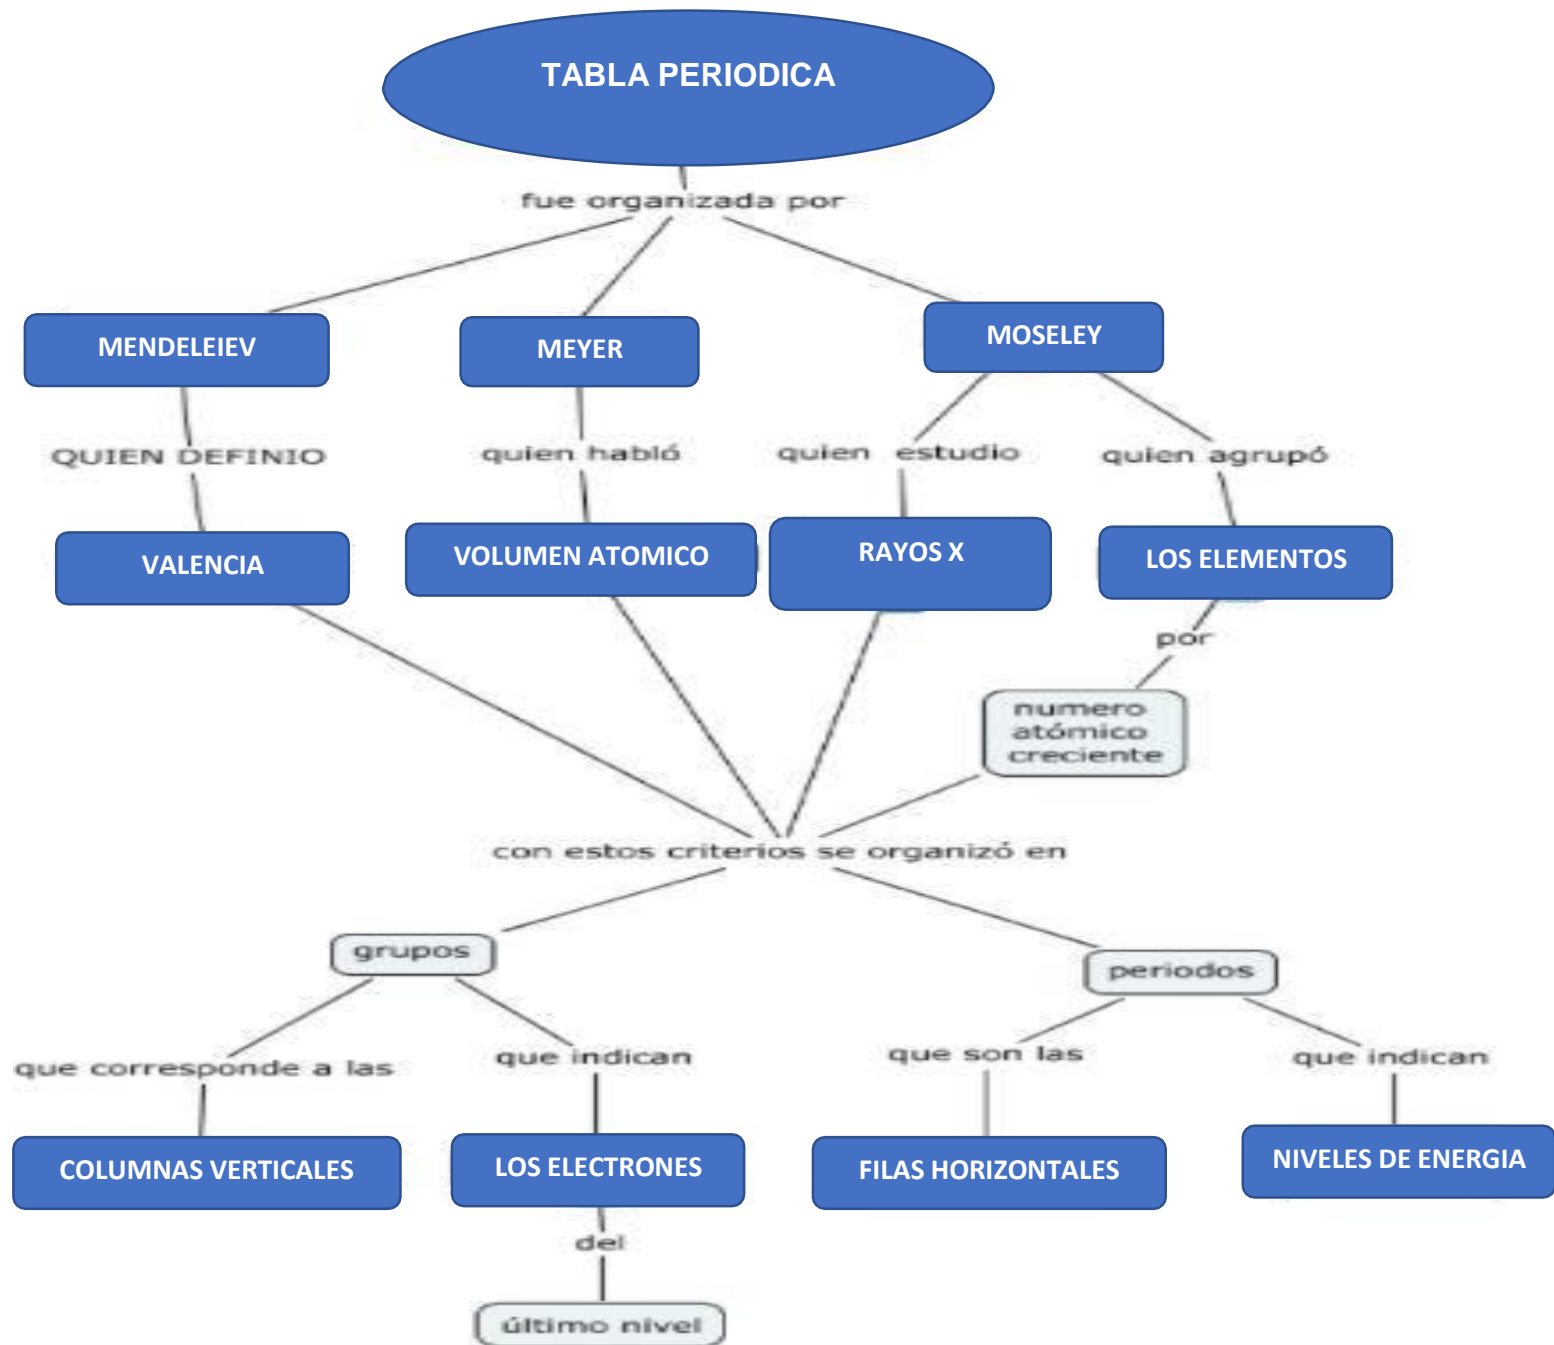 TABLA PERIODICA
fue organizada por
MENDELEIEV
MEYER
MOSELEY
QUIEN DEFINIO
quien habló
quien estudio
quien agrupó
VALENCIA
VOLUMEN ATOMICO
RAYOS X
LOS ELEMENTOS
por
numero
atómico
creciente
con estos criterios se organizó en
grupos
periodos
que corresponde a las
que indican
que son las
que indican
COLUMNAS VERTICALES
LOS ELECTRONES
FILAS HORIZONTALES
NIVELES DE ENERGIA
del
último nivel